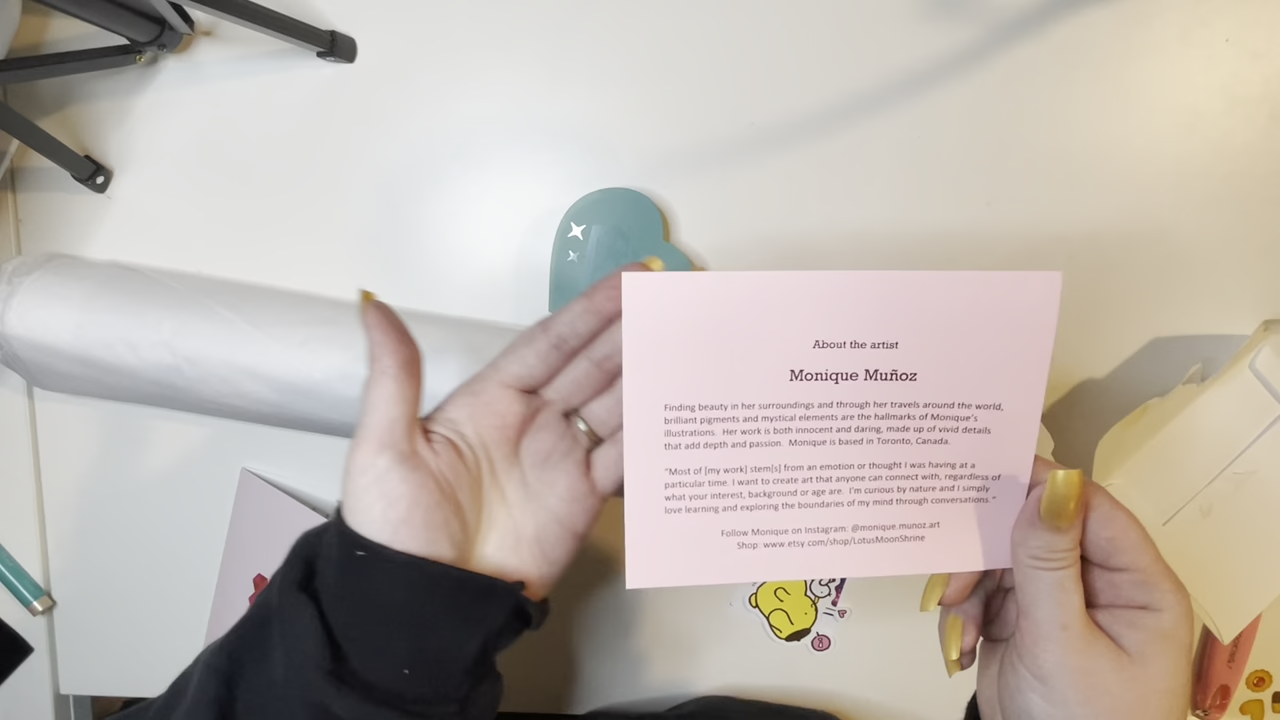 About the artist
Monique Muñoz
Finding beauty in her surroundings and through her travels around the world,
brilliant pigments and mystical elements are the hallmarks of Monique's
illustrations. Her work is both innocent and daring, made up of vivid details
that add depth and passion. Monique is based in Toronto, Canada.
"Most of [my work] stem[s] from an emotion or thought I was having at a
particular time. I want to create art that anyone can connect with, regardless of
what your interest, background or age are. I'm curious by nature and I simply
love learning and exploring the boundaries of my mind through conversations."
Follow Monique on Instagram: @monique.munoz.art
Shop: www.etsy.com/shop/LotusMoonShrine